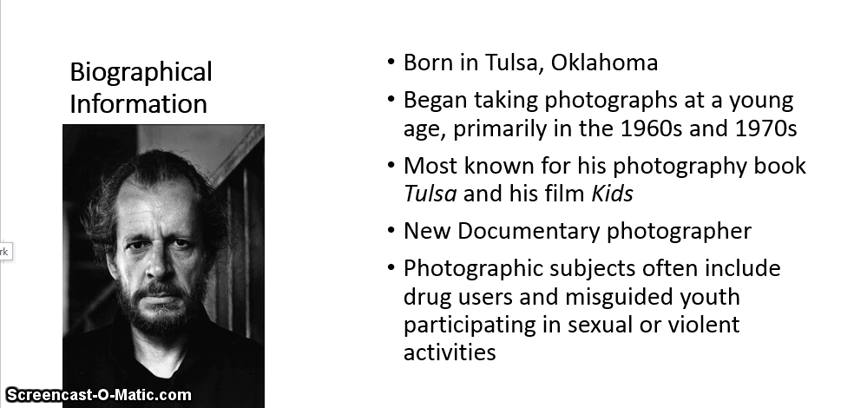 Biographical
Information
• Born in Tulsa, Oklahoma
• Began taking photographs at a young
age, primarily in the 1960s and 1970s
• Most known for his photography book
Tulsa and his film Kids
• New Documentary photographer
• Photographic subjects often include
drug users and misguided youth
participating in sexual or violent
activities
rk
Screencast-O-Matic.com